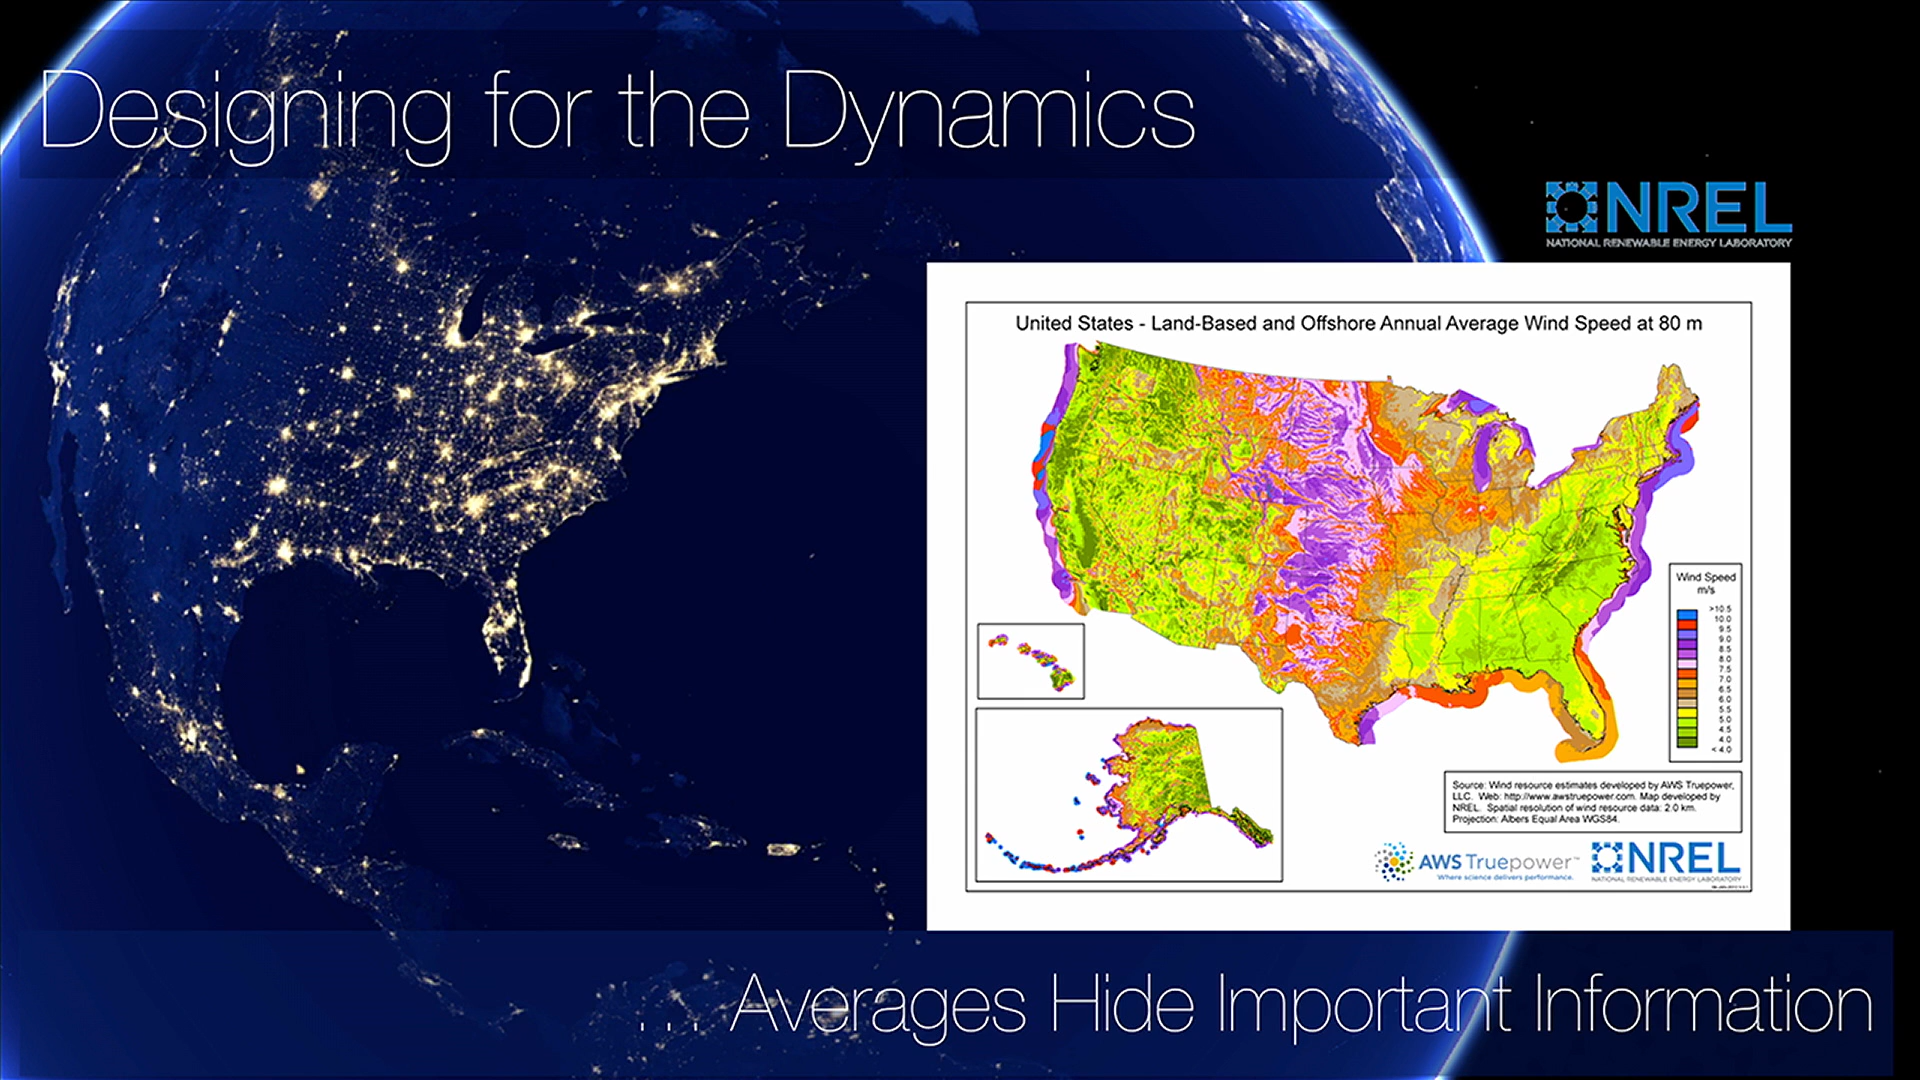 Designing for the Dynamics
NREL
NATIONAL RENEWABLE ENERGY LABORATORY
United States - Land-Based and Offshore Annual Average Wind Speed at 80 m
Wind Speed
m/s
>10.5
10.0
9.5
9.0
8.5
8.0
7.5
7.0
6.5
6.0
5.5
5.0
4.5
4.0
< 4.0
Source: Wind resource estimates developed by AWS Truepower,
LLC. Web: http://www.awstruepower.com. Map developed by
NREL. Spatial resolution of wind resource data: 2.0 km.
Projection: Albers Equal Area WGS84.
AWS Truepower™
Where science delivers performance.
NREL
NATIONAL RENEWABLE ENERGY LABORATORY
... Averages Hide Important Information